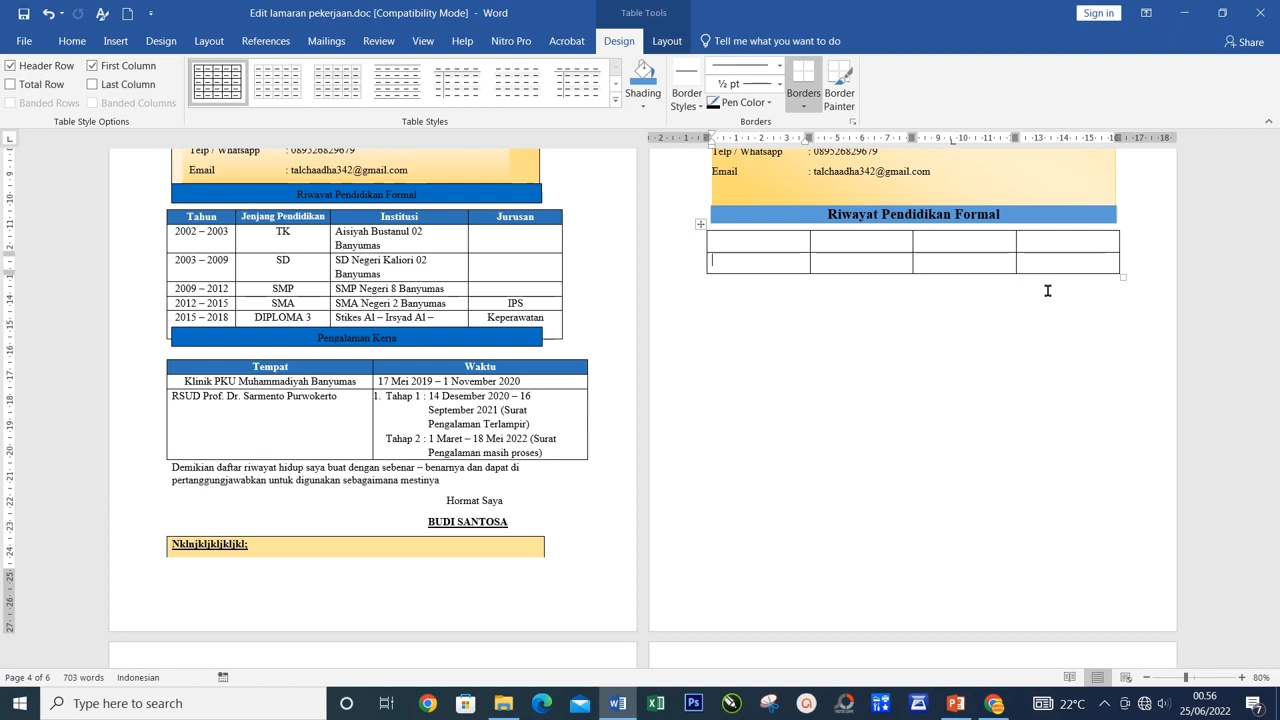 Edit lamaran pekerjaan.doc [Compatibility Mode] - Word
Table Tools
Sign in
File Home Insert Design Layout References Mailings Review View Help Nitro Pro Acrobat Design Layout Tell me what you want to do Share
Header Row First Column
Total Row Last Column
Banded Rows Banded Columns
Table Style Options
Table Styles
Shading
Border Styles
½ pt
Pen Color
Borders
Border Painter
Borders
Telp / Whatsapp : 089526829679
Email : talchaadha342@gmail.com
Riwayat Pendidikan Formal
Tahun Jenjang Pendidikan Institusi Jurusan
2002 – 2003 TK Aisiyah Bustanul 02
Banyumas
2003 – 2009 SD SD Negeri Kaliori 02
Banyumas
2009 – 2012 SMP SMP Negeri 8 Banyumas
2012 – 2015 SMA SMA Negeri 2 Banyumas IPS
2015 – 2018 DIPLOMA 3 Stikes Al – Irsyad Al – Keperawatan
Pengalaman Kerja
Tempat Waktu
Klinik PKU Muhammadiyah Banyumas 17 Mei 2019 – 1 November 2020
RSUD Prof. Dr. Sarmento Purwokerto 1. Tahap 1 : 14 Desember 2020 – 16
September 2021 (Surat
Pengalaman Terlampir)
Tahap 2 : 1 Maret – 18 Mei 2022 (Surat
Pengalaman masih proses)
Demikian daftar riwayat hidup saya buat dengan sebenar – benarnya dan dapat di
pertanggungjawabkan untuk digunakan sebagaimana mestinya
Hormat Saya
BUDI SANTOSA
Nklnjkljkljkljkl;
Telp / Whatsapp : 089526829679
Email : talchaadha342@gmail.com
Riwayat Pendidikan Formal
Page 4 of 6 703 words Indonesian 80%
Type here to search
22°C
00.56
25/06/2022